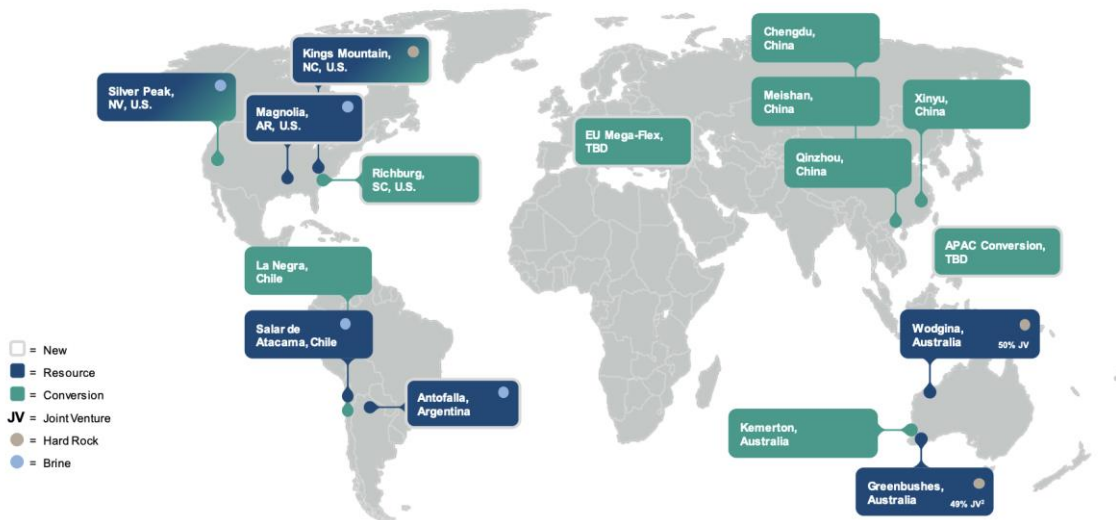 Kings Mountain,
NC, U.S.
Silver Peak,
NV, U.S.
Magnolia,
AR, U.S.
Richburg,
SC, U.S.
Chengdu,
China
Meishan,
China
Xinyu,
China
EU Mega-Flex,
TBD
Qinzhou,
China
La Negra,
Chile
APAC Conversion,
TBD
Salar de
Atacama, Chile
Wodgina,
Australia
50% JV
Antofalla,
Argentina
Kemerton,
Australia
Greenbushes,
Australia
49% JV²
= New
= Resource
= Conversion
JV = Joint Venture
= Hard Rock
= Brine